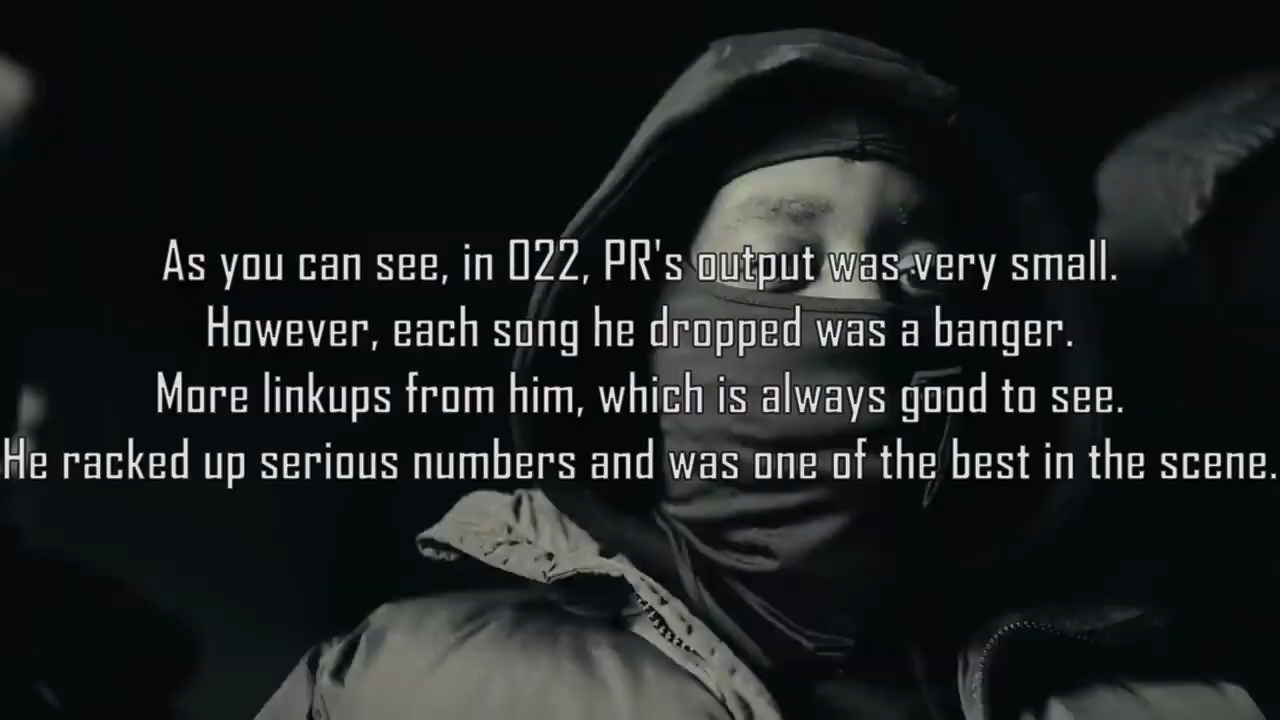 As you can see, in 022, PR's output was very small.
However, each song he dropped was a banger.
More linkups from him, which is always good to see.
He racked up serious numbers and was one of the best in the scene.